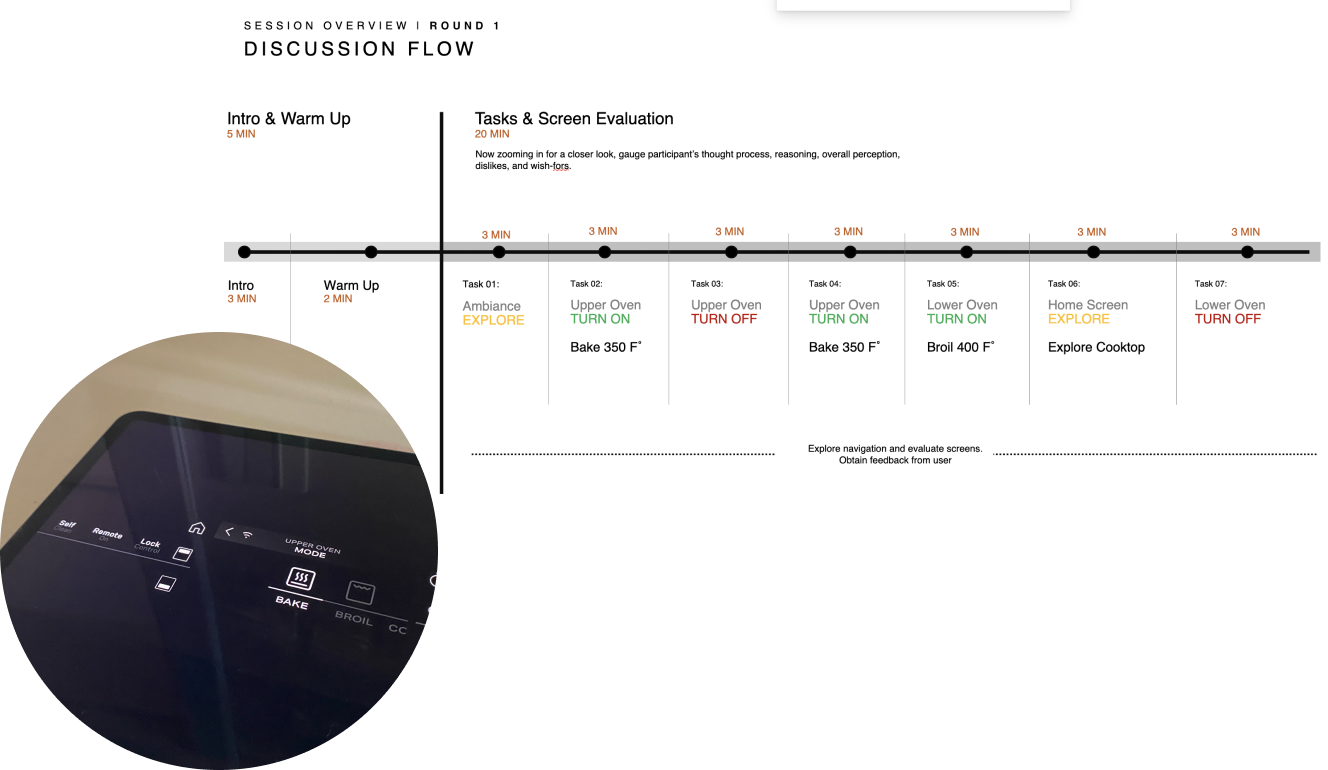 SESSION OVERVIEW | ROUND 1
DISCUSSION FLOW
Intro & Warm Up
5 MIN
Tasks & Screen Evaluation
20 MIN
Now zooming in for a closer look, gauge participant's thought process, reasoning, overall perception,
dislikes, and wish-fors.
3 MIN
3 MIN
3 MIN
3 MIN
3 MIN
3 MIN
3 MIN
Intro
3 MIN
Warm Up
2 MIN
Task 01:
Ambiance
EXPLORE
Task 02:
Upper Oven
TURN ON
Bake 350 F°
Task 03:
Upper Oven
TURN OFF
Task 04:
Upper Oven
TURN ON
Bake 350 F°
Task 05:
Lower Oven
TURN ON
Broil 400 F°
Task 06:
Home Screen
EXPLORE
Explore Cooktop
Task 07:
Lower Oven
TURN OFF
Explore navigation and evaluate screens.
Obtain feedback from user
Self
Clean
Remote
On
Lock
Control
UPPER OVEN
MODE
BAKE
BROIL
CO